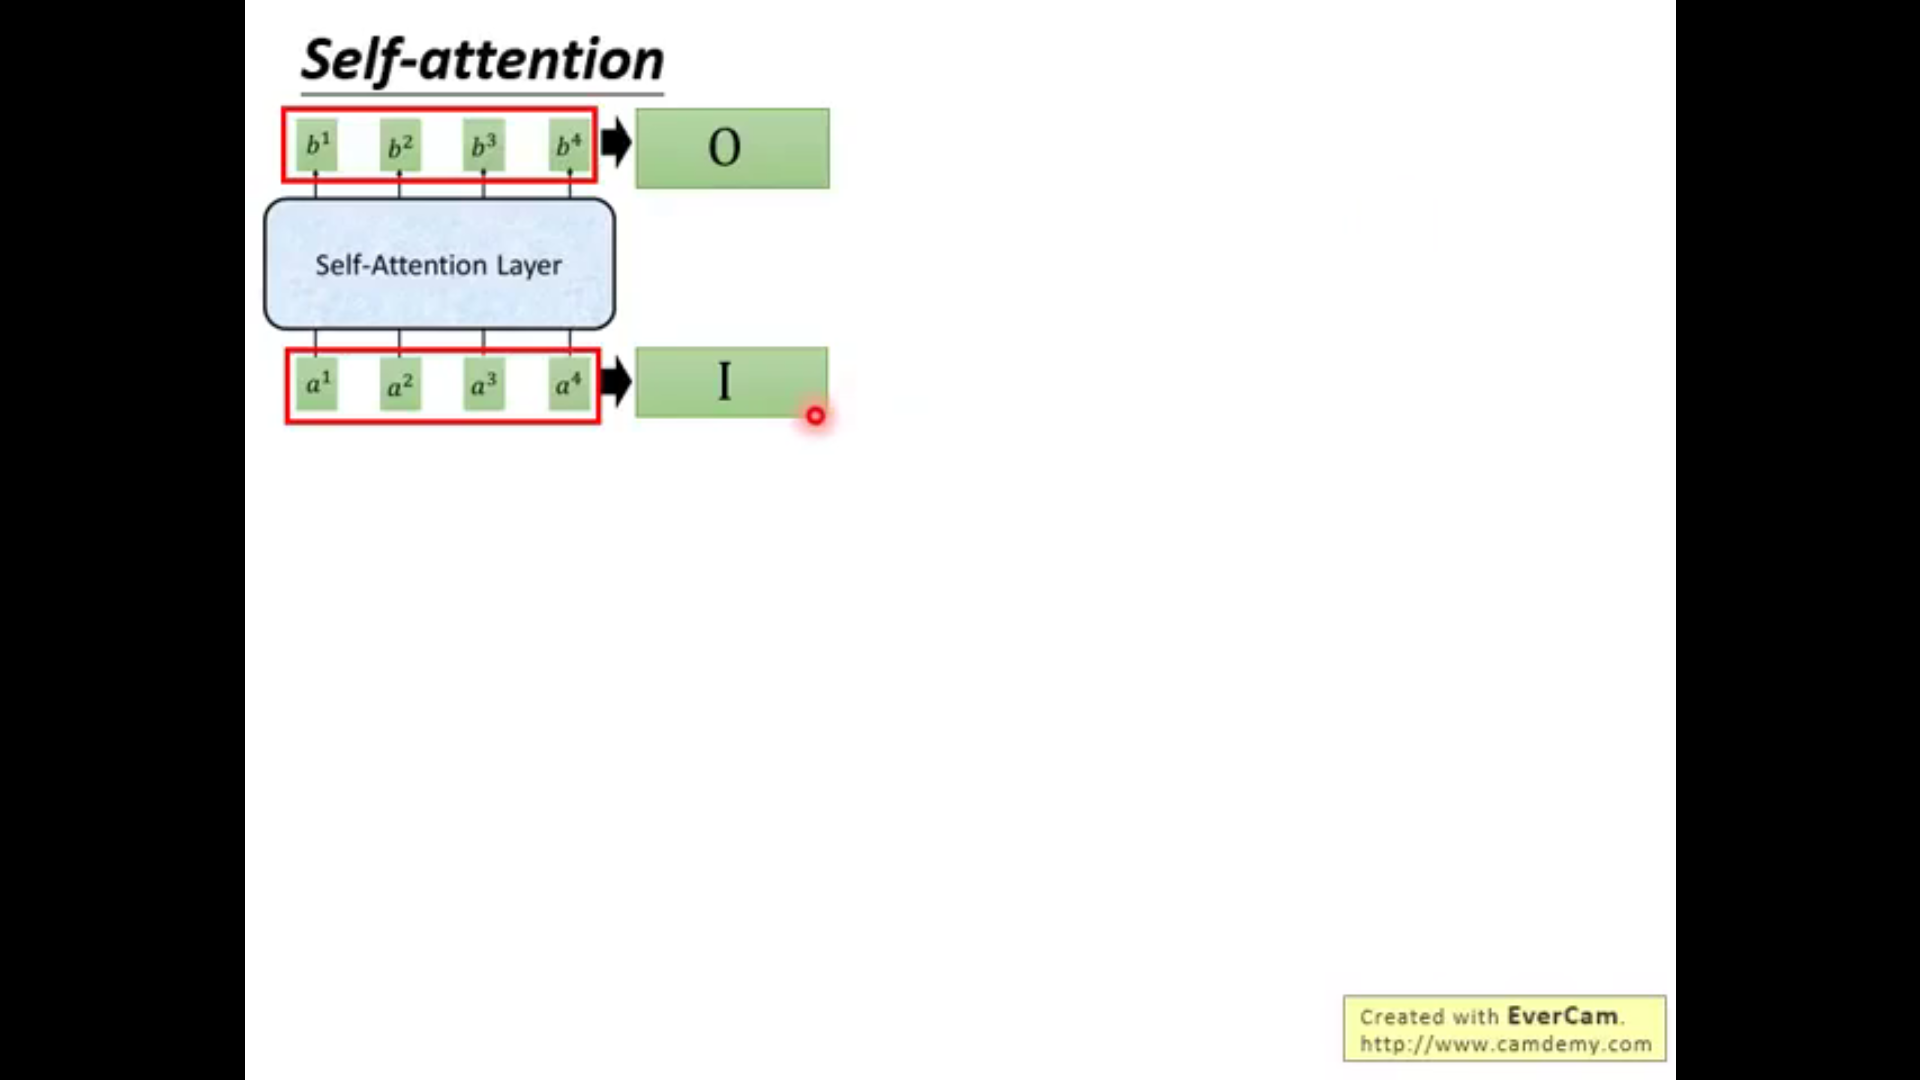 Self-attention
b¹ b² b³ b⁴ O
Self-Attention Layer
a¹ a² a³ a⁴ I
Created with EverCam.
http://www.camdemy.com